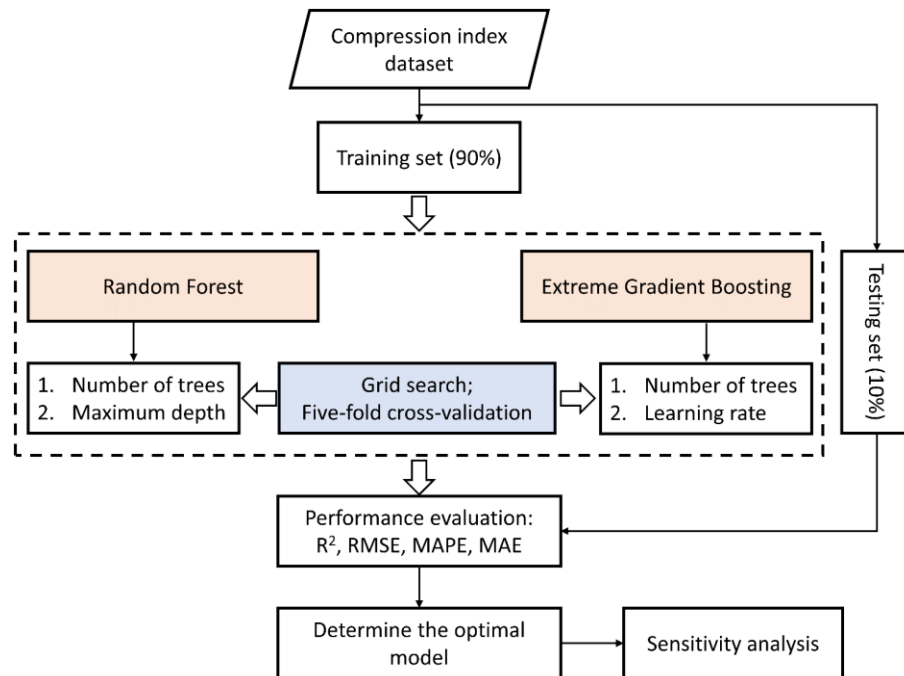 Compression index
dataset
Training set (90%)
Random Forest
Extreme Gradient Boosting
Testing set (10%)
1. Number of trees
2. Maximum depth
Grid search;
Five-fold cross-validation
1. Number of trees
2. Learning rate
Performance evaluation:
R², RMSE, MAPE, MAE
Determine the optimal
model
Sensitivity analysis